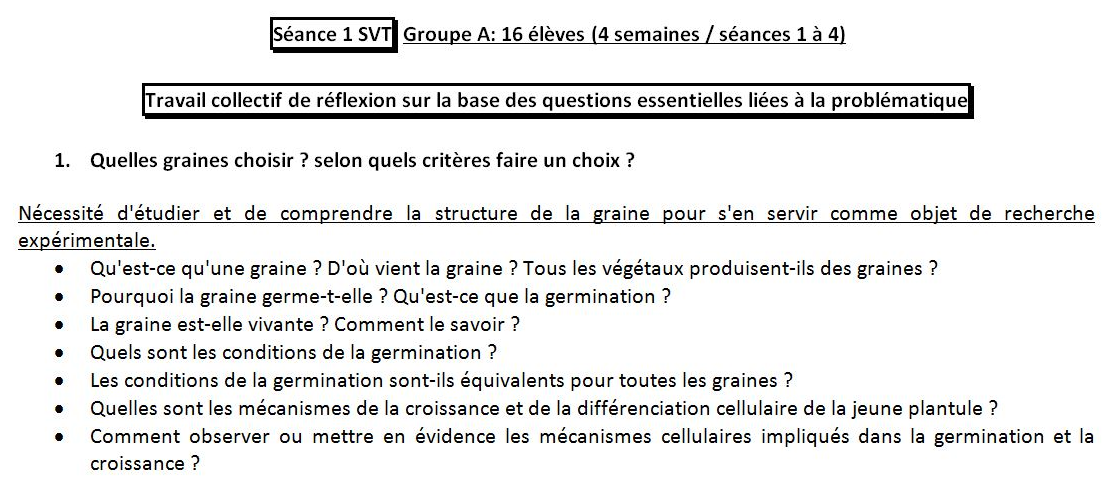 Séance 1 SVT Groupe A: 16 élèves (4 semaines / séances 1 à 4)
Travail collectif de réflexion sur la base des questions essentielles liées à la problématique
1. Quelles graines choisir ? selon quels critères faire un choix ?
Nécessité d'étudier et de comprendre la structure de la graine pour s'en servir comme objet de recherche
expérimentale.
• Qu'est-ce qu'une graine ? D'où vient la graine ? Tous les végétaux produisent-ils des graines ?
• Pourquoi la graine germe-t-elle ? Qu'est-ce que la germination ?
• La graine est-elle vivante ? Comment le savoir ?
• Quels sont les conditions de la germination ?
• Les conditions de la germination sont-ils équivalents pour toutes les graines ?
• Quelles sont les mécanismes de la croissance et de la différenciation cellulaire de la jeune plantule ?
• Comment observer ou mettre en évidence les mécanismes cellulaires impliqués dans la germination et la
croissance ?